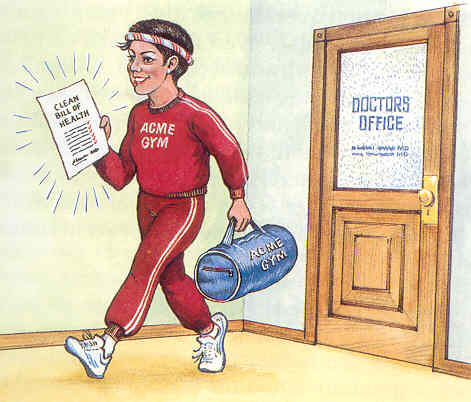 CLEAN
BILL OF
HEALTH
ACME
GYM
ACME
GYM
DOCTORS
OFFICE